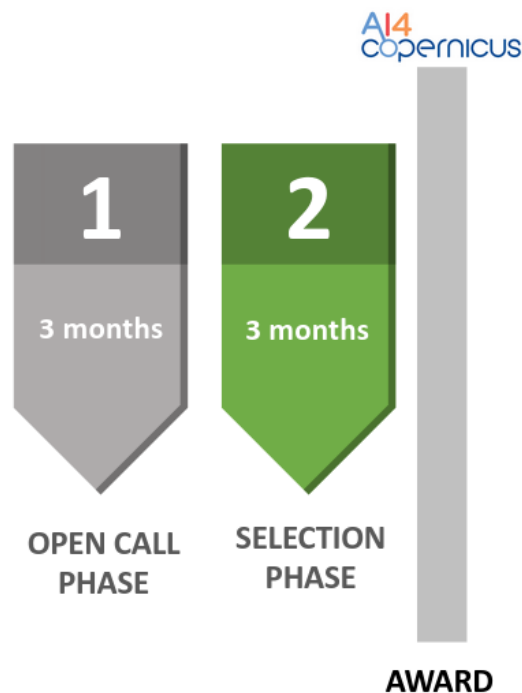 AI4
copernicus
1
2
3 months
3 months
OPEN CALL
PHASE
SELECTION
PHASE
AWARD